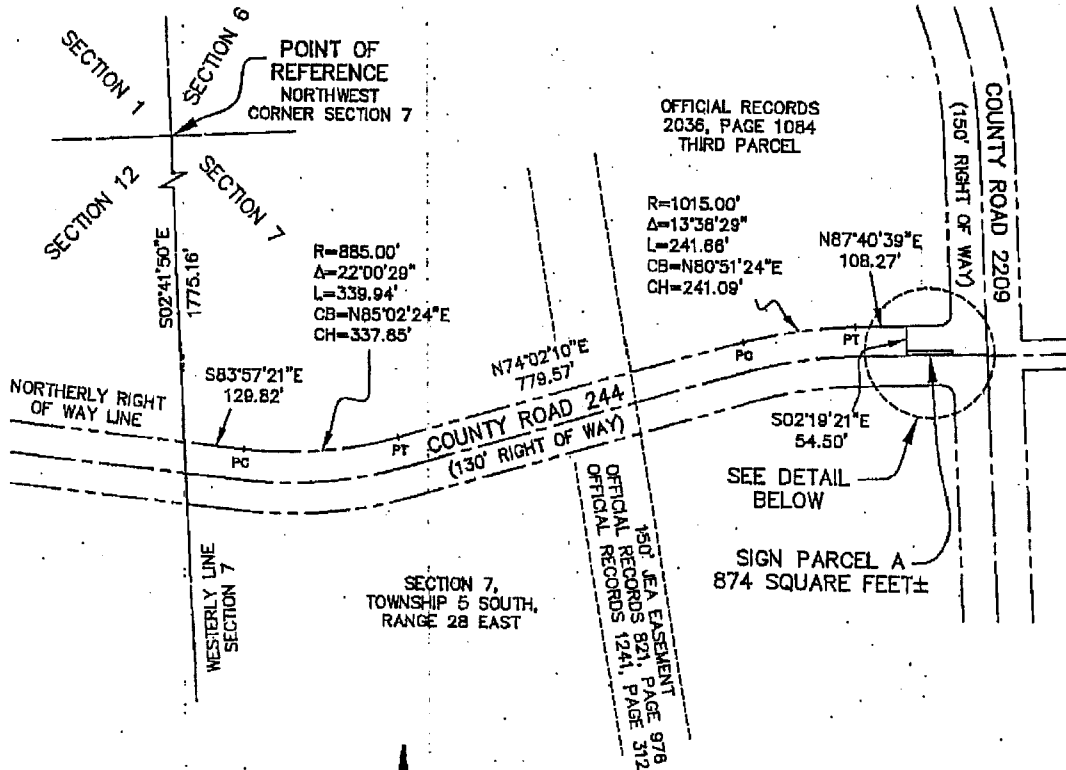 SECTION 1
SECTION 6
POINT OF
REFERENCE
NORTHWEST
CORNER SECTION 7
SECTION 12
SECTION 7
S02°41'50"E
1775.16'
R=885.00'
Δ=22°00'29"
L=339.94'
CB=N85°02'24"E
CH=337.85'
S83°57'21"E
129.82'
NORTHERLY RIGHT
OF WAY LINE
PC
PT
COUNTY ROAD 244
(130' RIGHT OF WAY)
N74°02'10"E
779.57'
OFFICIAL RECORDS
2036, PAGE 1084
THIRD PARCEL
R=1015.00'
Δ=13°38'29"
L=241.66'
CB=N80°51'24"E
CH=241.09'
PC
PT
N87°40'39"E
108.27'
COUNTY ROAD 2209
(150' RIGHT OF WAY)
S02°19'21"E
54.50'
SEE DETAIL
BELOW
SIGN PARCEL A
874 SQUARE FEET±
WESTERLY LINE
SECTION 7
SECTION 7,
TOWNSHIP 5 SOUTH,
RANGE 28 EAST
150' JEA EASEMENT
OFFICIAL RECORDS 821, PAGE 976
OFFICIAL RECORDS 1241, PAGE 312